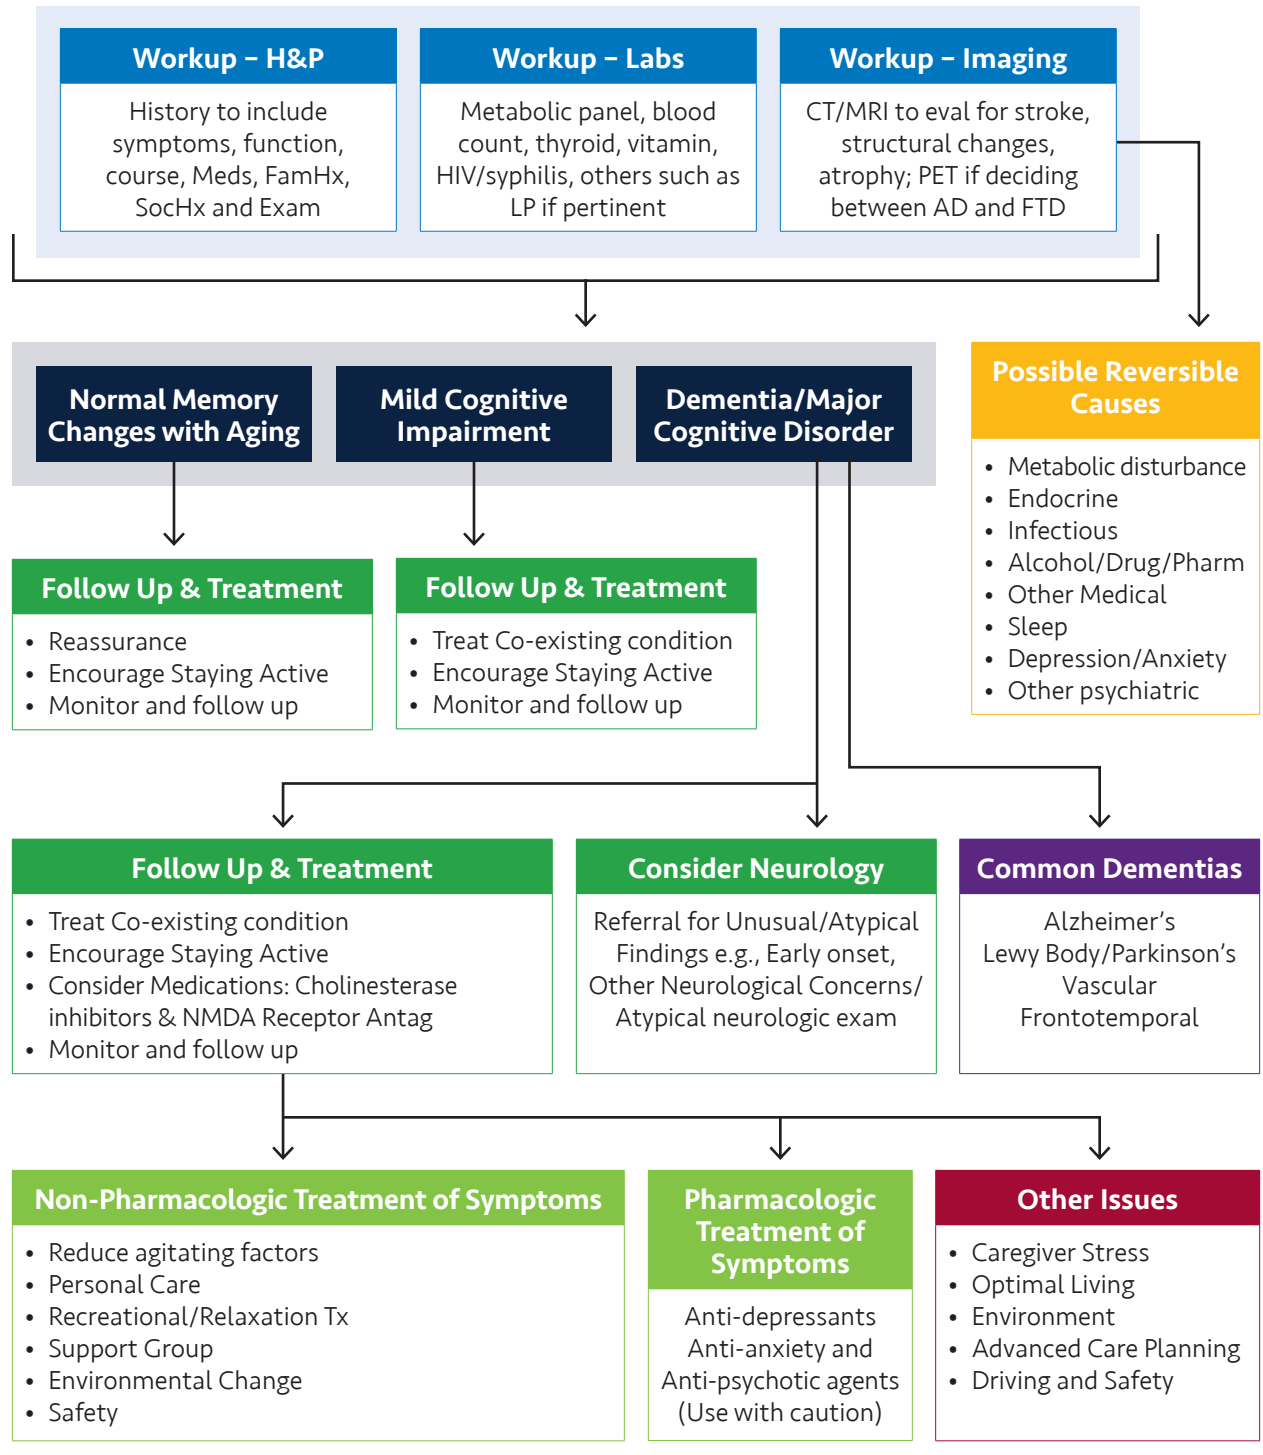 Workup – H&P
History to include
symptoms, function,
course, Meds, FamHx,
SocHx and Exam
Workup – Labs
Metabolic panel, blood
count, thyroid, vitamin,
HIV/syphilis, others such as
LP if pertinent
Workup – Imaging
CT/MRI to eval for stroke,
structural changes,
atrophy; PET if deciding
between AD and FTD
Normal Memory
Changes with Aging
Mild Cognitive
Impairment
Dementia/Major
Cognitive Disorder
Possible Reversible
Causes
• Metabolic disturbance
• Endocrine
• Infectious
• Alcohol/Drug/Pharm
• Other Medical
• Sleep
• Depression/Anxiety
• Other psychiatric
Follow Up & Treatment
• Reassurance
• Encourage Staying Active
• Monitor and follow up
Follow Up & Treatment
• Treat Co-existing condition
• Encourage Staying Active
• Monitor and follow up
Follow Up & Treatment
• Treat Co-existing condition
• Encourage Staying Active
• Consider Medications: Cholinesterase
inhibitors & NMDA Receptor Antag
• Monitor and follow up
Consider Neurology
Referral for Unusual/Atypical
Findings e.g., Early onset,
Other Neurological Concerns/
Atypical neurologic exam
Common Dementias
Alzheimer's
Lewy Body/Parkinson's
Vascular
Frontotemporal
Non-Pharmacologic Treatment of Symptoms
• Reduce agitating factors
• Personal Care
• Recreational/Relaxation Tx
• Support Group
• Environmental Change
• Safety
Pharmacologic
Treatment of
Symptoms
Anti-depressants
Anti-anxiety and
Anti-psychotic agents
(Use with caution)
Other Issues
• Caregiver Stress
• Optimal Living
• Environment
• Advanced Care Planning
• Driving and Safety